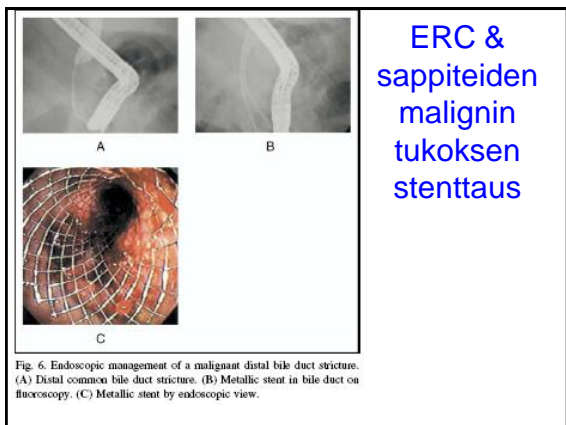 ERC &
sappiteiden
malignin
tukoksen
stenttaus
A
B
C
Fig. 6. Endoscopic management of a malignant distal bile duct stricture.
(A) Distal common bile duct stricture. (B) Metallic stent in bile duct on
fluoroscopy. (C) Metallic stent by endoscopic view.